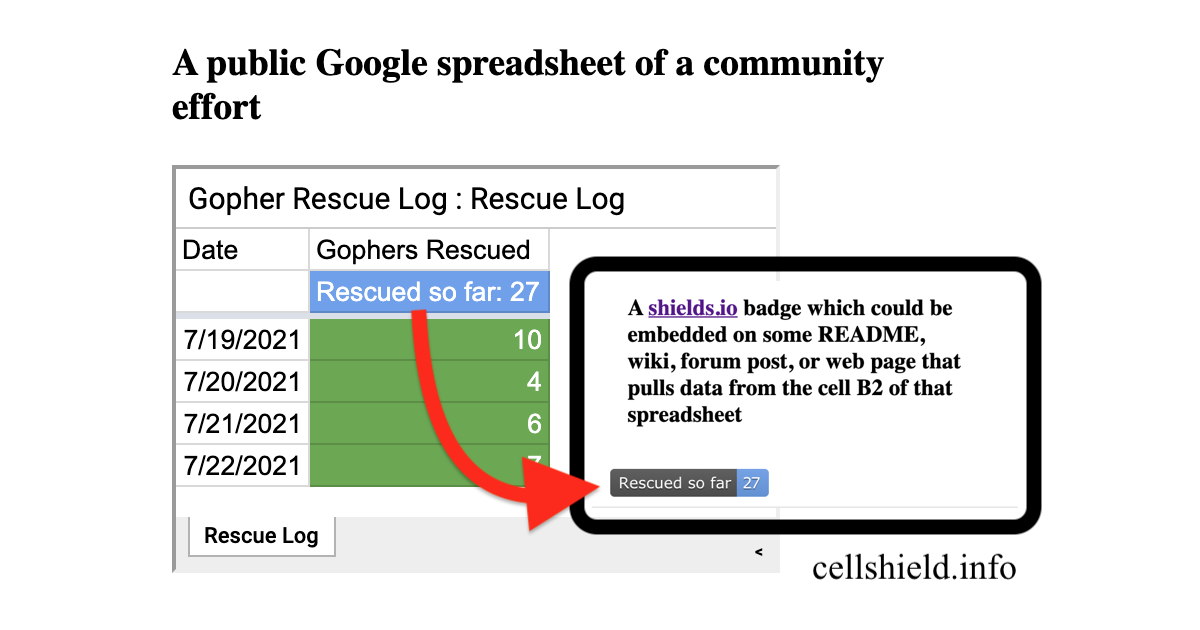 A public Google spreadsheet of a community
effort
Gopher Rescue Log : Rescue Log
Date Gophers Rescued
Rescued so far: 27
7/19/2021 10
7/20/2021 4
7/21/2021 6
7/22/2021 7
Rescue Log
<
A shields.io badge which could be
embedded on some README,
wiki, forum post, or web page that
pulls data from the cell B2 of that
spreadsheet
Rescued so far 27
cellshield.info